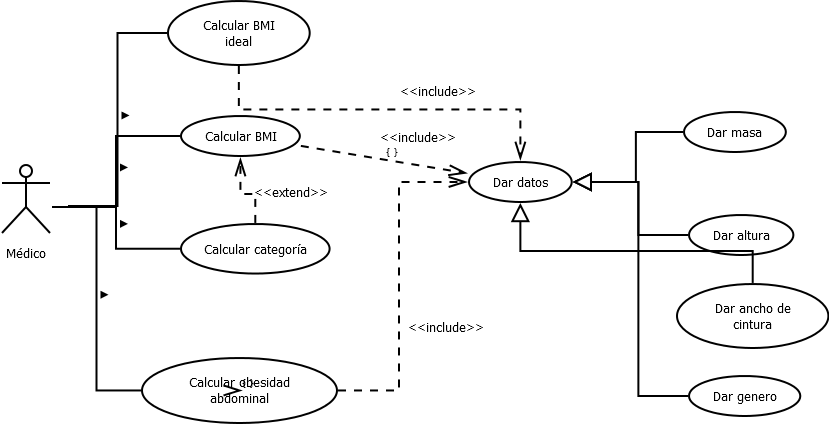 Calcular BMI
ideal
<<include>>
Calcular BMI
<<include>>
{ }
Dar masa
Dar datos
<<extend>>
Médico
Calcular categoría
Dar altura
Dar ancho de
cintura
<<include>>
Calcular obesidad
abdominal
Dar genero